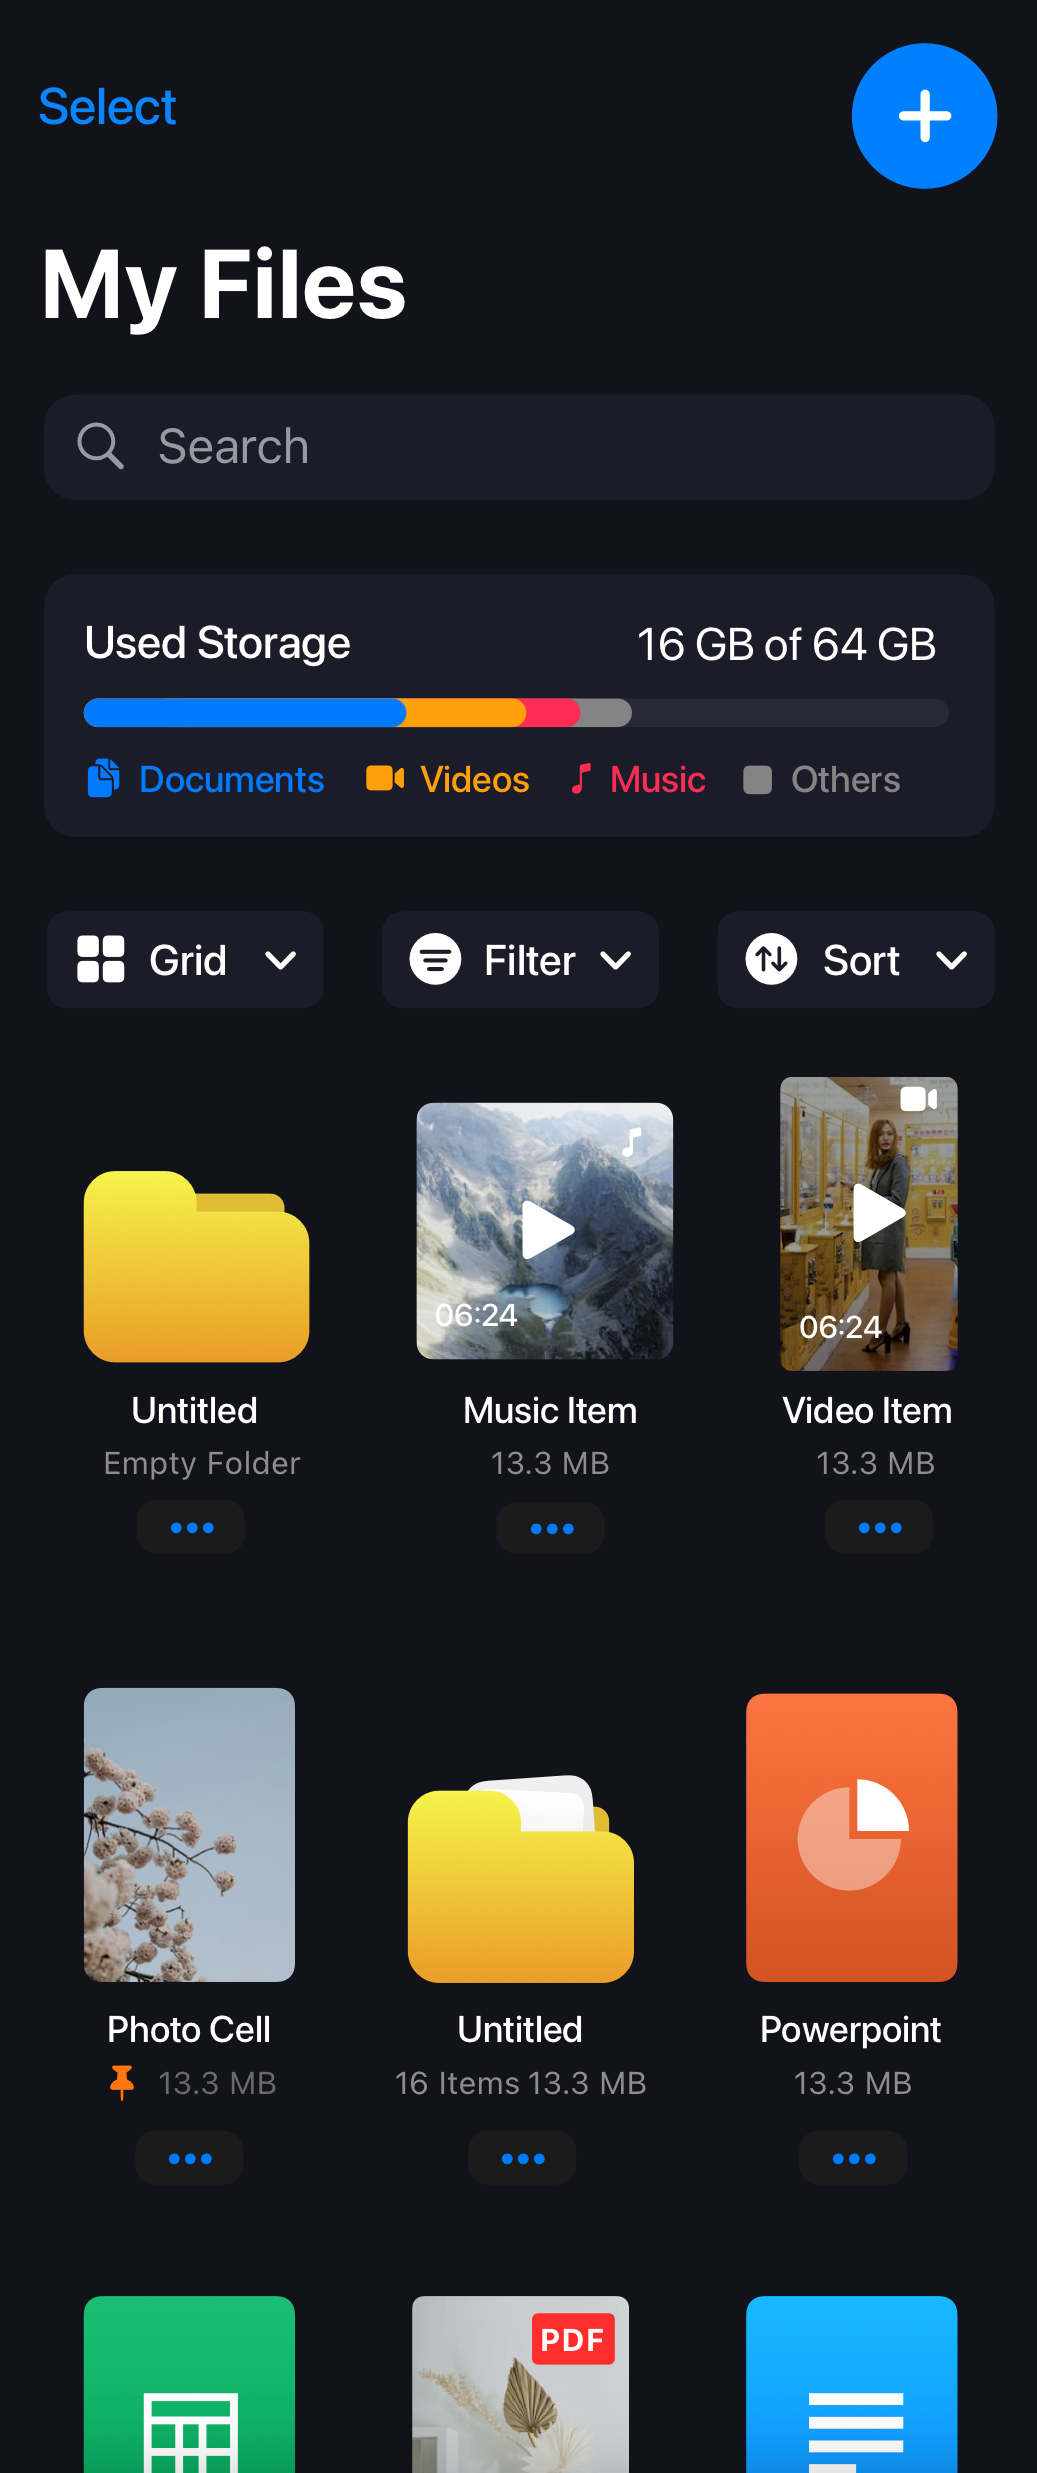 Select
My Files
Search
Used Storage 16 GB of 64 GB
Documents Videos Music Others
Grid Filter Sort
06:24 06:24
Untitled Music Item Video Item
Empty Folder 13.3 MB 13.3 MB
Photo Cell Untitled Powerpoint
13.3 MB 16 Items 13.3 MB 13.3 MB
PDF